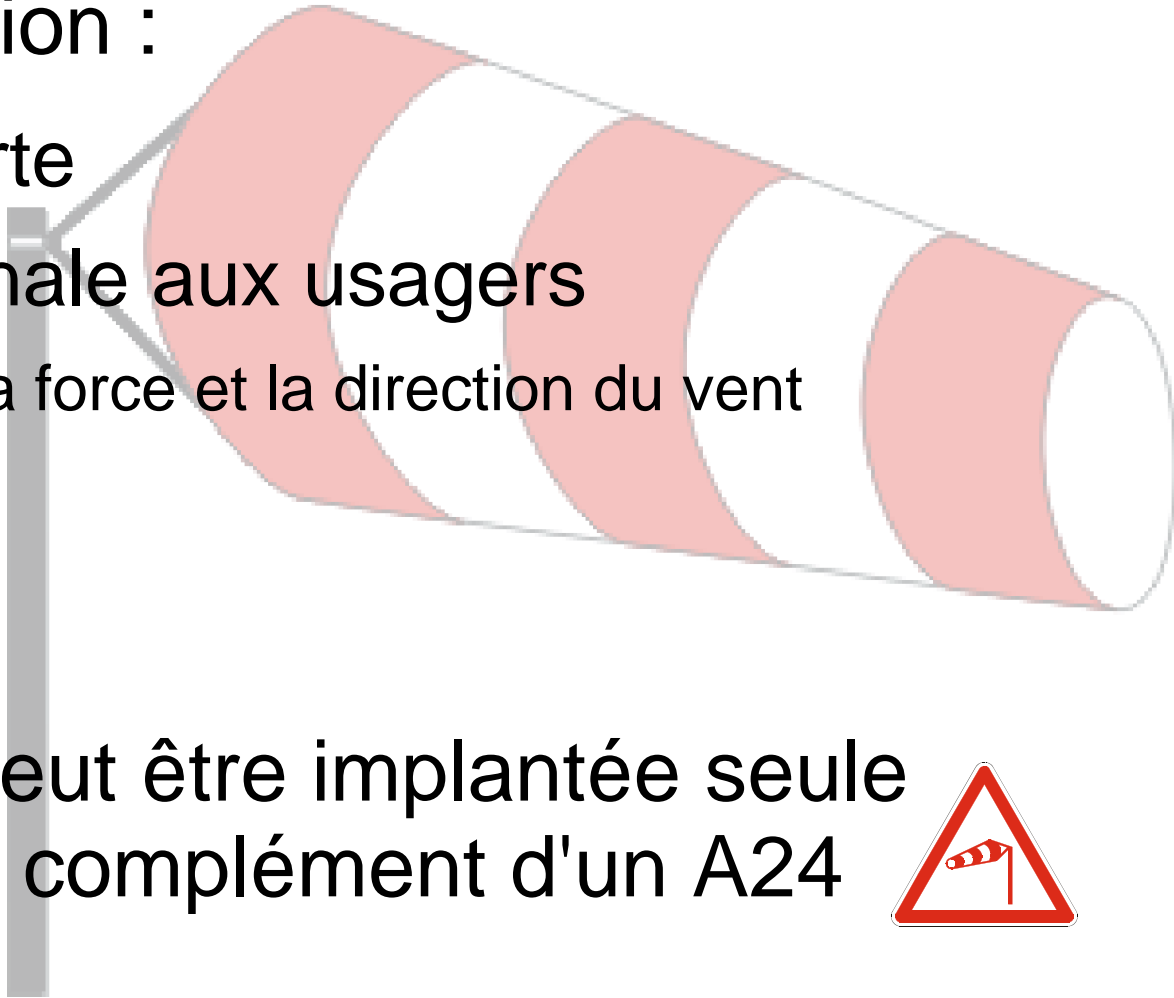 ion :
rte
nale aux usagers
a force et la direction du vent
eut être implantée seule
complément d'un A24